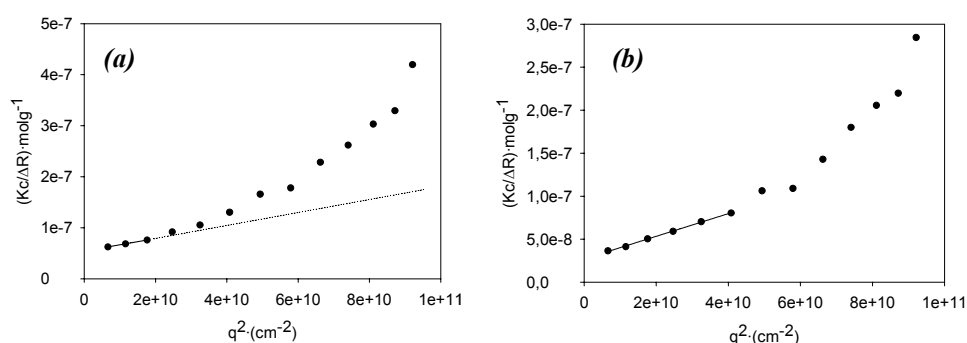 (a)
(Kc/ΔR)·molg-1
5e-7
4e-7
3e-7
2e-7
1e-7
0
0 2e+10 4e+10 6e+10 8e+10 1e+11
q2·(cm-2)
(b)
(Kc/ΔR)·molg-1
3,0e-7
2,5e-7
2,0e-7
1,5e-7
1,0e-7
5,0e-8
0,0
0 2e+10 4e+10 6e+10 8e+10 1e+11
q2·(cm-2)